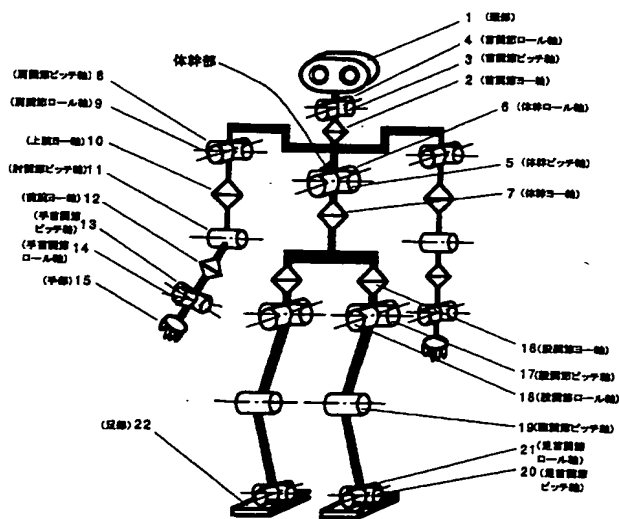 1 (頭部)
4 (首関節ロール軸)
3 (首関節ピッチ軸)
2 (首関節ヨー軸)
体幹部
6 (体幹ロール軸)
5 (体幹ピッチ軸)
7 (体幹ヨー軸)
(肩関節ピッチ軸) 8
(肩関節ロール軸) 9
(上腕ヨー軸) 10
(肘関節ピッチ軸) 11
(前腕ヨー軸) 12
(手首関節
ピッチ軸) 13
(手首関節
ロール軸) 14
(手部) 15
16 (股関節ヨー軸)
17 (股関節ピッチ軸)
18 (股関節ロール軸)
19 (膝関節ピッチ軸)
(足部) 22
21 (足首関節
ロール軸)
20 (足首関節
ピッチ軸)